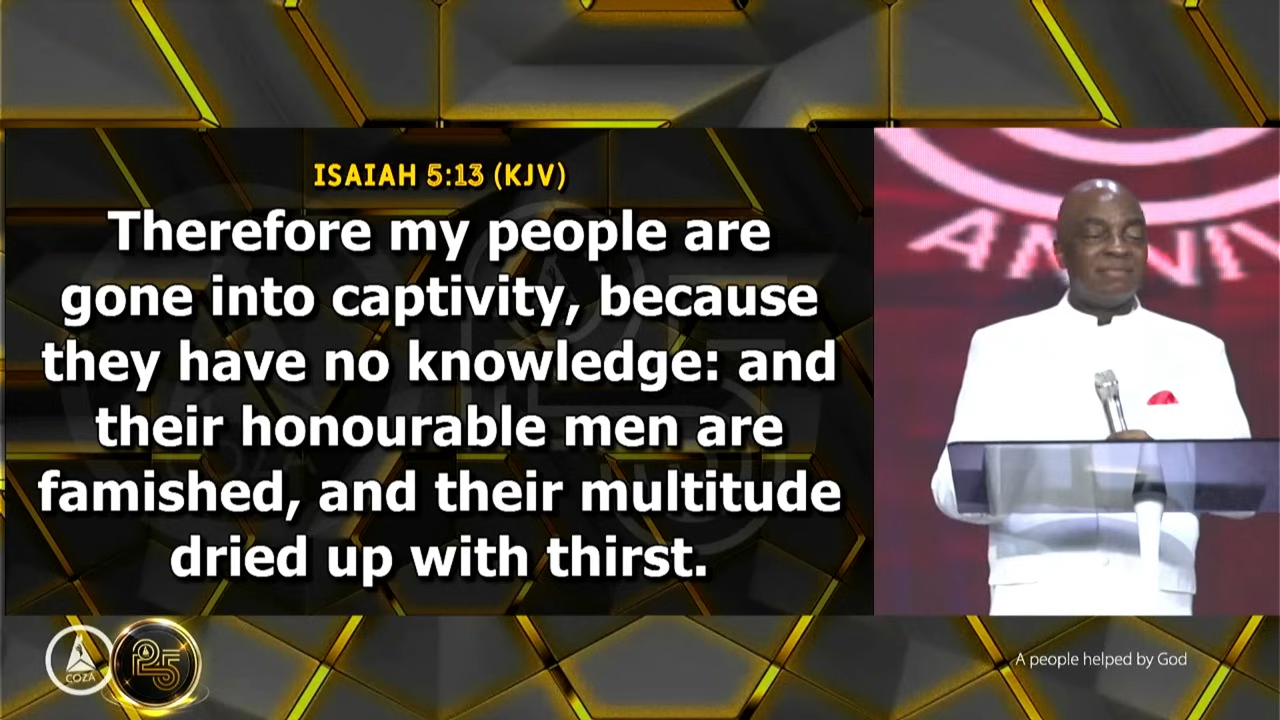 ISAIAH 5:13 (KJV)
Therefore my people are
gone into captivity, because
they have no knowledge: and
their honourable men are
famished, and their multitude
dried up with thirst.
ANNIV
COZA
25
A people helped by God